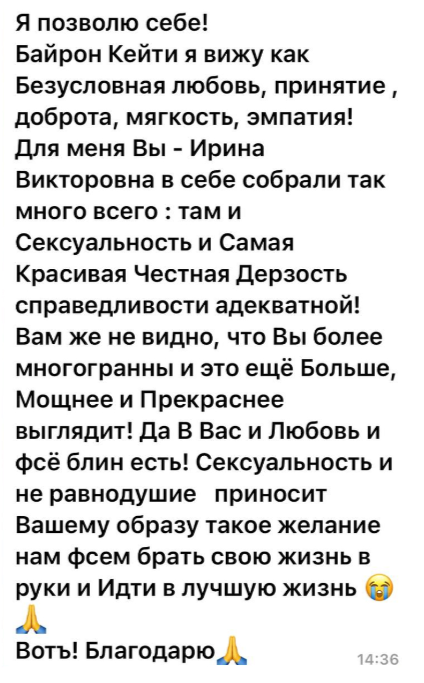 Я позволю себе!
Байрон Кейти я вижу как
Безусловная любовь, принятие ,
доброта, мягкость, эмпатия!
Для меня Вы - Ирина
Викторовна в себе собрали так
много всего : там и
Сексуальность и Самая
Красивая Честная Дерзость
справедливости адекватной!
Вам же не видно, что Вы более
многогранны и это ещё Больше,
Мощнее и Прекраснее
выглядит! Да В Вас и Любовь и
фсё блин есть! Сексуальность и
не равнодушие   приносит
Вашему образу такое желание
нам фсем брать свою жизнь в
руки и Идти в лучшую жизнь 😭
🙏
Вотъ! Благодарю🙏
14:36